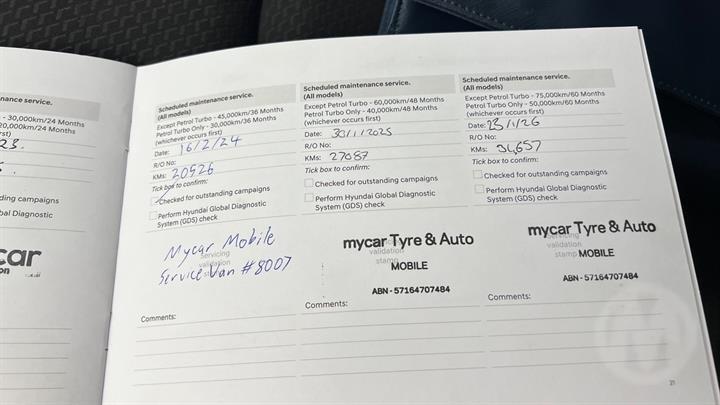 nance service.
- 30,000km/24 Months
20,000km/24 Months
rst)
23.
ding campaigns
bal Diagnostic
car
on
Scheduled maintenance service.
(All models)
Except Petrol Turbo - 45,000km/36 Months
Petrol Turbo Only - 30,000km/36 Months
(whichever occurs first)
Date: 16/2/24
R/O No:
KMs: 20526
Tick box to confirm:
Checked for outstanding campaigns
Perform Hyundai Global Diagnostic
System (GDS) check
Mycar Mobile
Servicing
validation
stamp
Service Van #8007
Comments:
Scheduled maintenance service.
(All models)
Except Petrol Turbo - 60,000km/48 Months
Petrol Turbo Only - 40,000km/48 Months
(whichever occurs first)
Date: 30/1/2025
R/O No:
KMs: 27087
Tick box to confirm:
Checked for outstanding campaigns
Perform Hyundai Global Diagnostic
System (GDS) check
mycar Tyre & Auto
MOBILE
ABN - 57164707484
Comments:
Scheduled maintenance service.
(All models)
Except Petrol Turbo - 75,000km/60 Months
Petrol Turbo Only - 50,000km/60 Months
(whichever occurs first)
Date: 23/1/26
R/O No:
KMs: 34,657
Tick box to confirm:
Checked for outstanding campaigns
Perform Hyundai Global Diagnostic
System (GDS) check
mycar Tyre & Auto
Servicing
validation
stamp MOBILE
ABN - 57164707484
Comments:
21